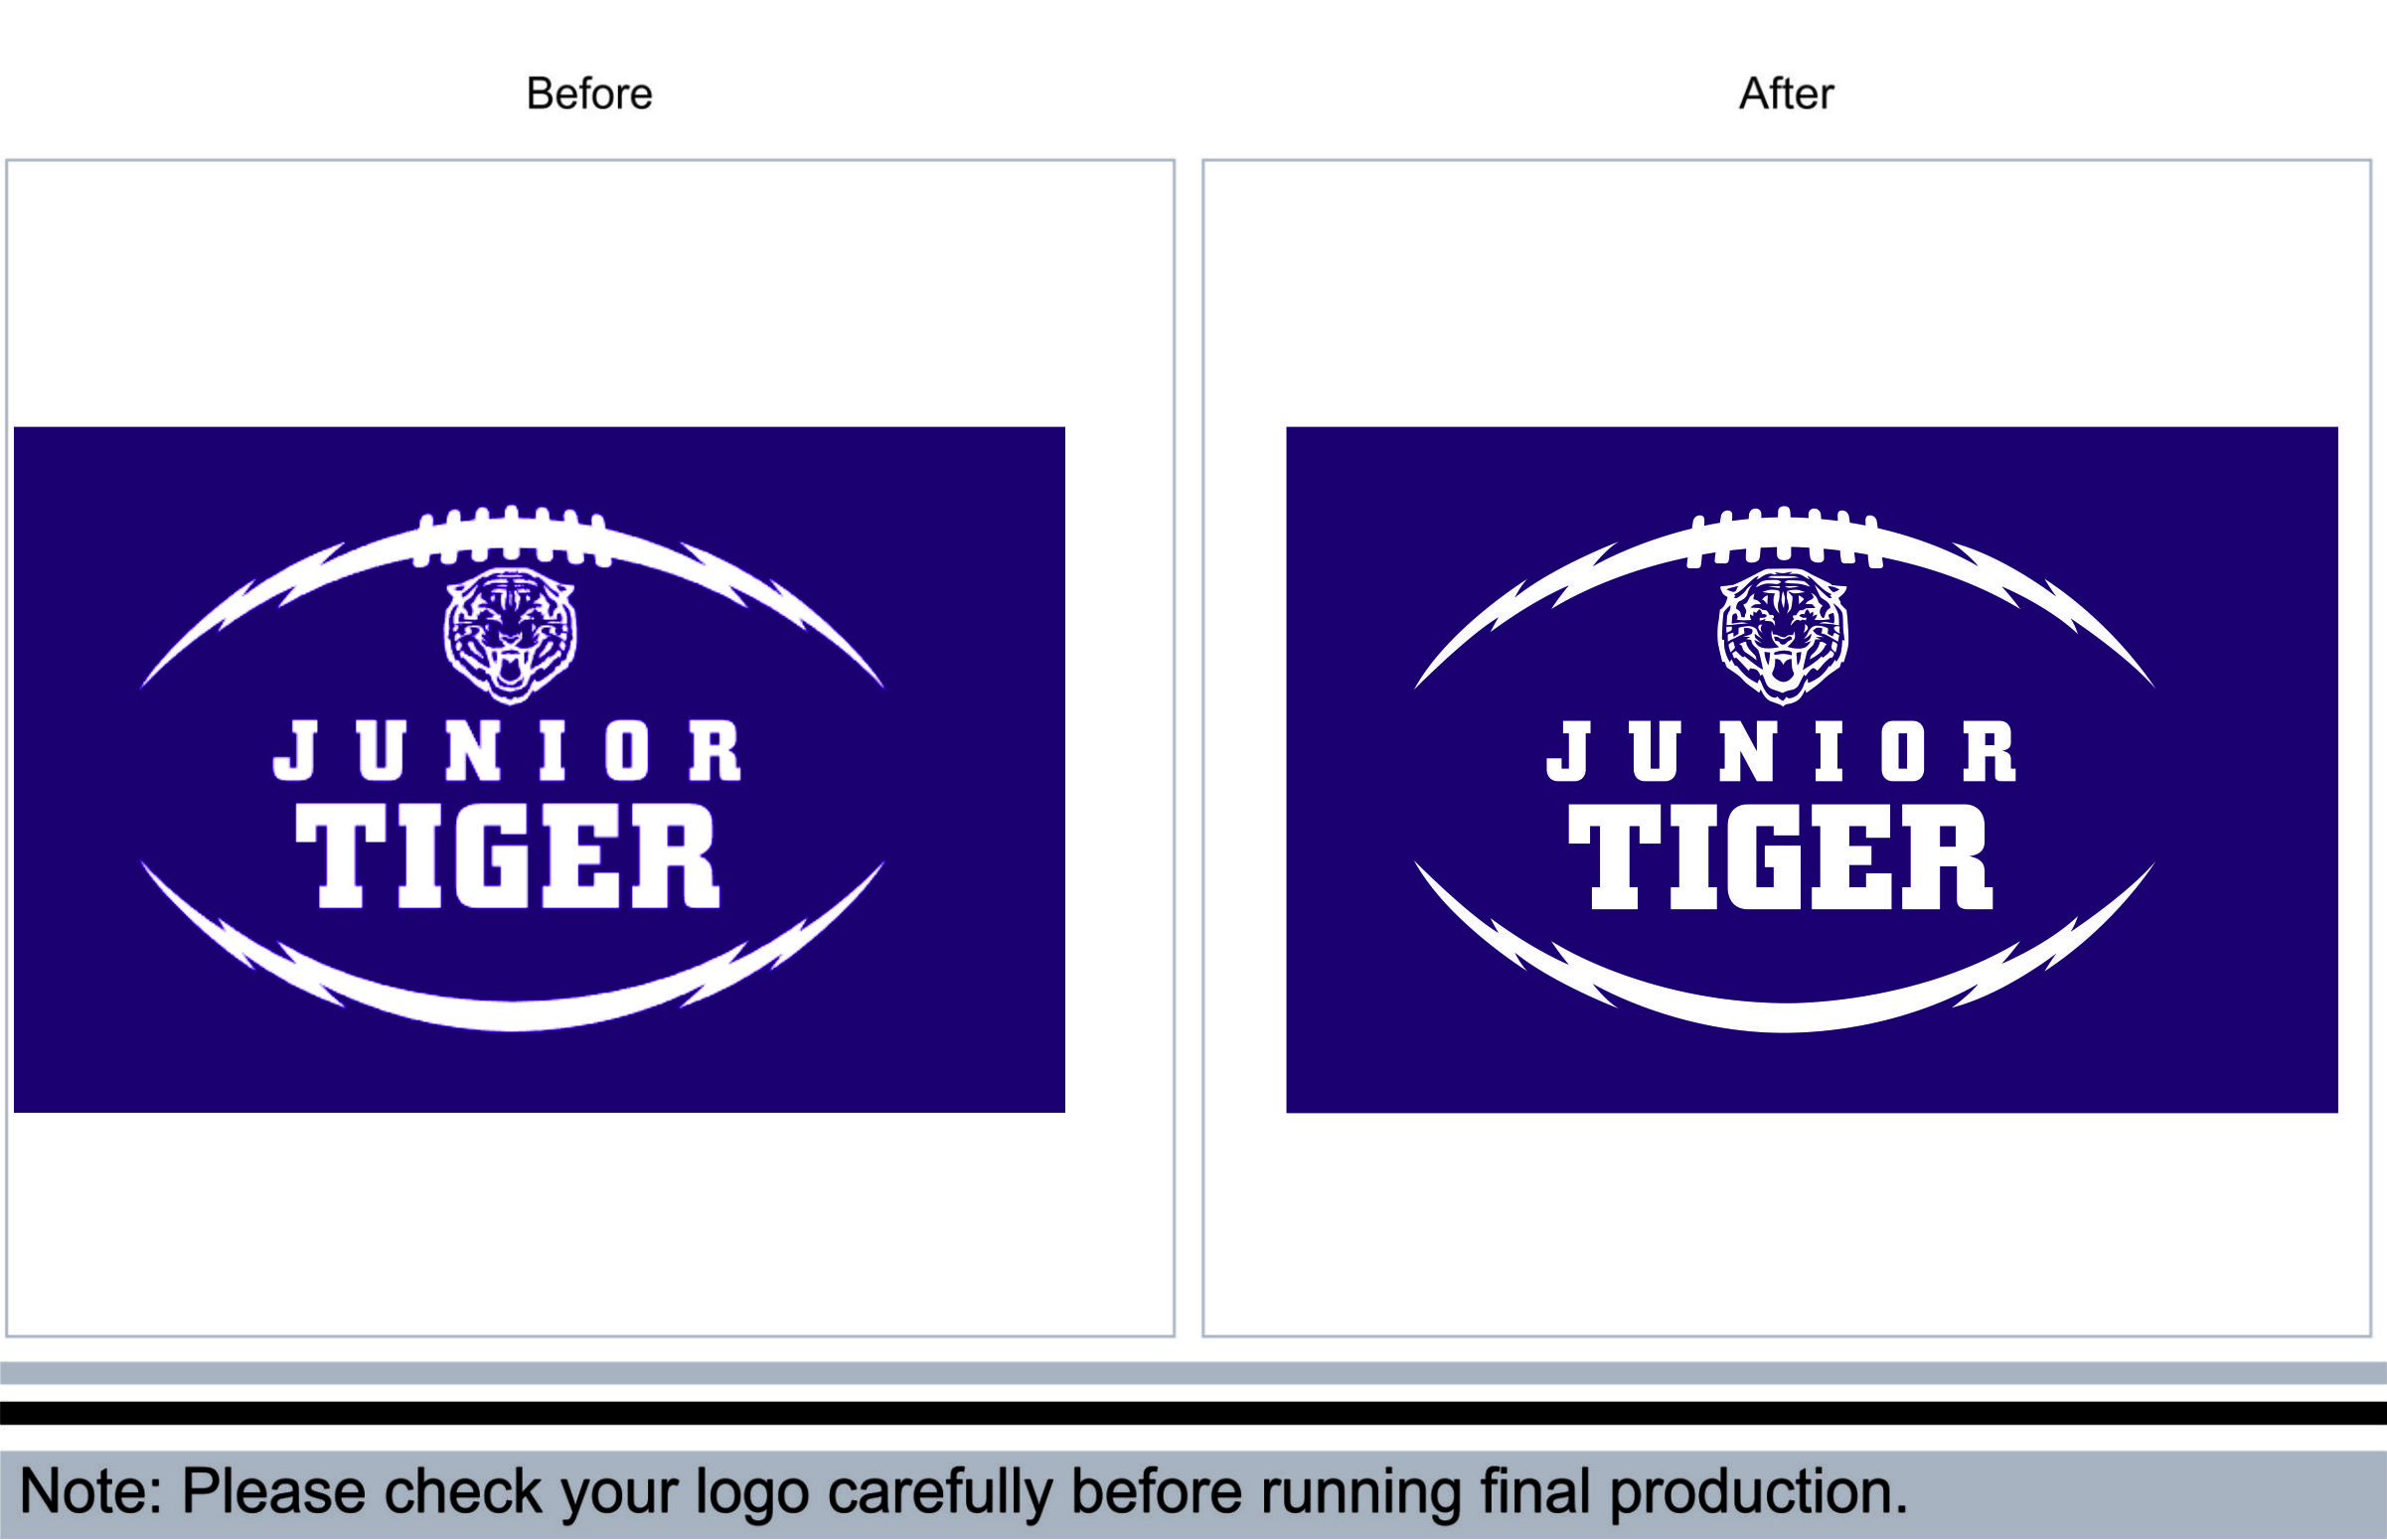 Before
After
JUNIOR
TIGER
JUNIOR
TIGER
Note: Please check your logo carefully before running final production.